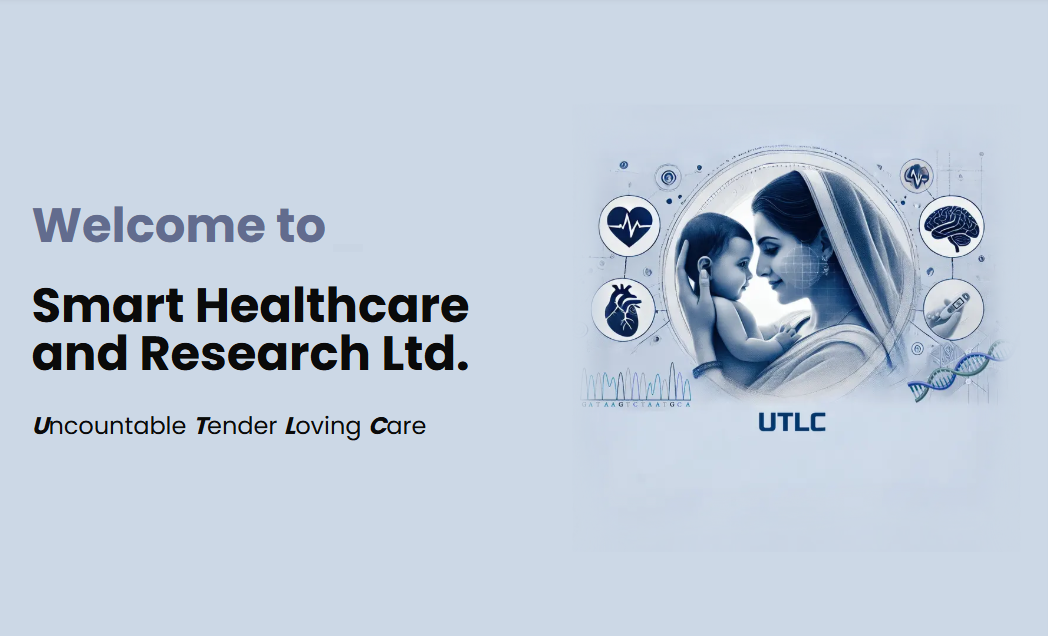 Welcome to
Smart Healthcare
and Research Ltd.
Uncountable Tender Loving Care
UTLC